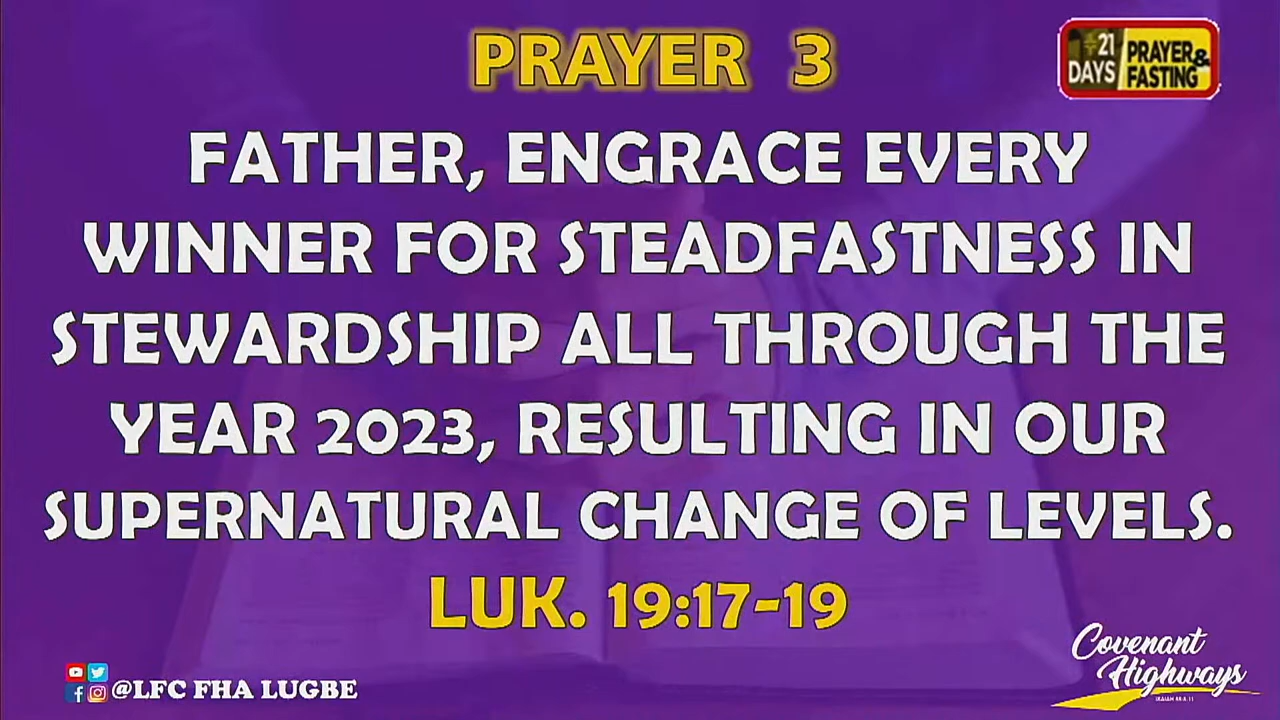 PRAYER 3
21 DAYS PRAYER & FASTING
FATHER, ENGRACE EVERY
WINNER FOR STEADFASTNESS IN
STEWARDSHIP ALL THROUGH THE
YEAR 2023, RESULTING IN OUR
SUPERNATURAL CHANGE OF LEVELS.
LUK. 19:17-19
@LFC FHA LUGBE
Covenant
Highways